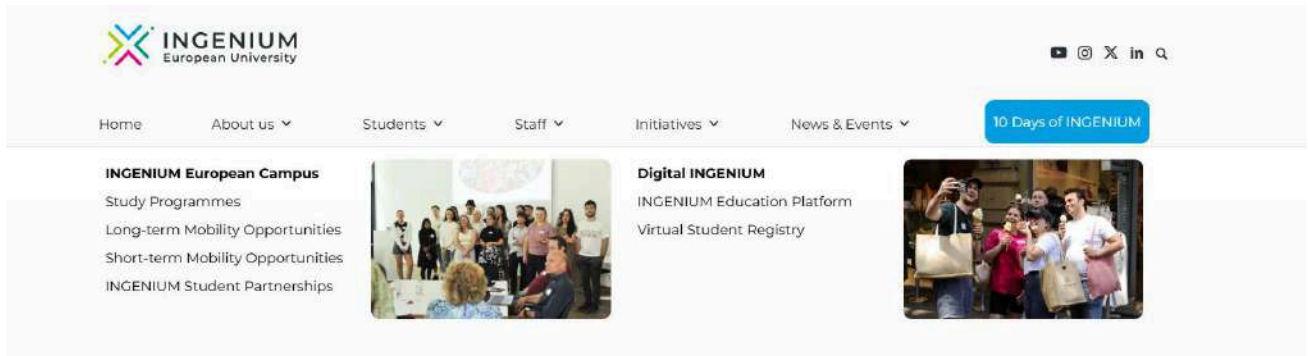 INGENIUM
European University
in
Home
About us
Students
Staff
Initiatives
News & Events
10 Days of INGENIUM
INGENIUM European Campus
Study Programmes
Long-term Mobility Opportunities
Short-term Mobility Opportunities
INGENIUM Student Partnerships
Digital INGENIUM
INGENIUM Education Platform
Virtual Student Registry